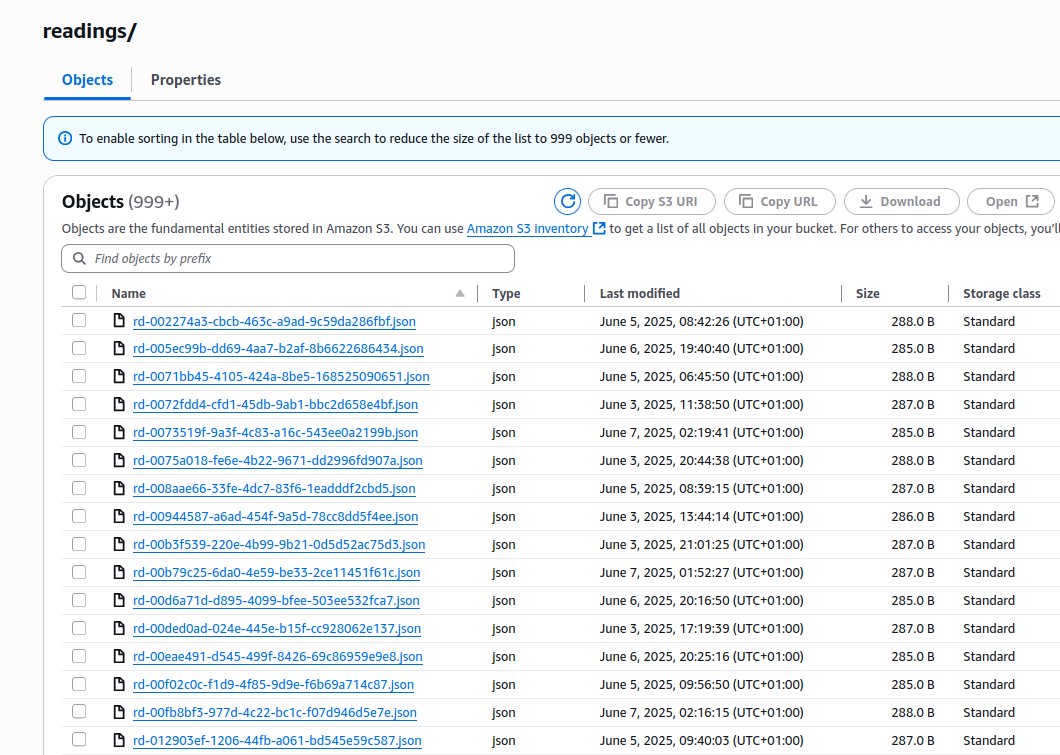 readings/
Objects Properties
To enable sorting in the table below, use the search to reduce the size of the list to 999 objects or fewer.
Objects (999+) Copy S3 URI Copy URL Download Open
Objects are the fundamental entities stored in Amazon S3. You can use Amazon S3 inventory to get a list of all objects in your bucket. For others to access your objects, you'll
Find objects by prefix
Name Type Last modified Size Storage class
rd-002274a3-cbcb-463c-a9ad-9c59da286fbf.json json June 5, 2025, 08:42:26 (UTC+01:00) 288.0 B Standard
rd-005ec99b-dd69-4aa7-b2af-8b6622686434.json json June 6, 2025, 19:40:40 (UTC+01:00) 285.0 B Standard
rd-0071bb45-4105-424a-8be5-168525090651.json json June 5, 2025, 06:45:50 (UTC+01:00) 288.0 B Standard
rd-0072fdd4-cfd1-45db-9ab1-bbc2d658e4bf.json json June 3, 2025, 11:38:50 (UTC+01:00) 287.0 B Standard
rd-0073519f-9a3f-4c83-a16c-543ee0a2199b.json json June 7, 2025, 02:19:41 (UTC+01:00) 285.0 B Standard
rd-0075a018-fe6e-4b22-9671-dd2996fd907a.json json June 3, 2025, 20:44:38 (UTC+01:00) 288.0 B Standard
rd-008aae66-33fe-4dc7-83f6-1eadddf2cbd5.json json June 5, 2025, 08:39:15 (UTC+01:00) 287.0 B Standard
rd-00944587-a6ad-454f-9a5d-78cc8dd5f4ee.json json June 3, 2025, 13:44:14 (UTC+01:00) 286.0 B Standard
rd-00b3f539-220e-4b99-9b21-0d5d52ac75d3.json json June 3, 2025, 21:01:25 (UTC+01:00) 287.0 B Standard
rd-00b79c25-6da0-4e59-be33-2ce11451f61c.json json June 7, 2025, 01:52:27 (UTC+01:00) 287.0 B Standard
rd-00d6a71d-d895-4099-bfee-503ee532fca7.json json June 6, 2025, 20:16:50 (UTC+01:00) 285.0 B Standard
rd-00ded0ad-024e-445e-b15f-cc928062e137.json json June 3, 2025, 17:19:39 (UTC+01:00) 287.0 B Standard
rd-00eae491-d545-499f-8426-69c86959e9e8.json json June 6, 2025, 20:25:16 (UTC+01:00) 285.0 B Standard
rd-00f02c0c-f1d9-4f85-9d9e-f6b69a714c87.json json June 5, 2025, 09:56:50 (UTC+01:00) 285.0 B Standard
rd-00fb8bf3-977d-4c22-bc1c-f07d946d5e7e.json json June 7, 2025, 02:16:15 (UTC+01:00) 288.0 B Standard
rd-012903ef-1206-44fb-a061-bd545e59c587.json json June 5, 2025, 09:40:03 (UTC+01:00) 287.0 B Standard